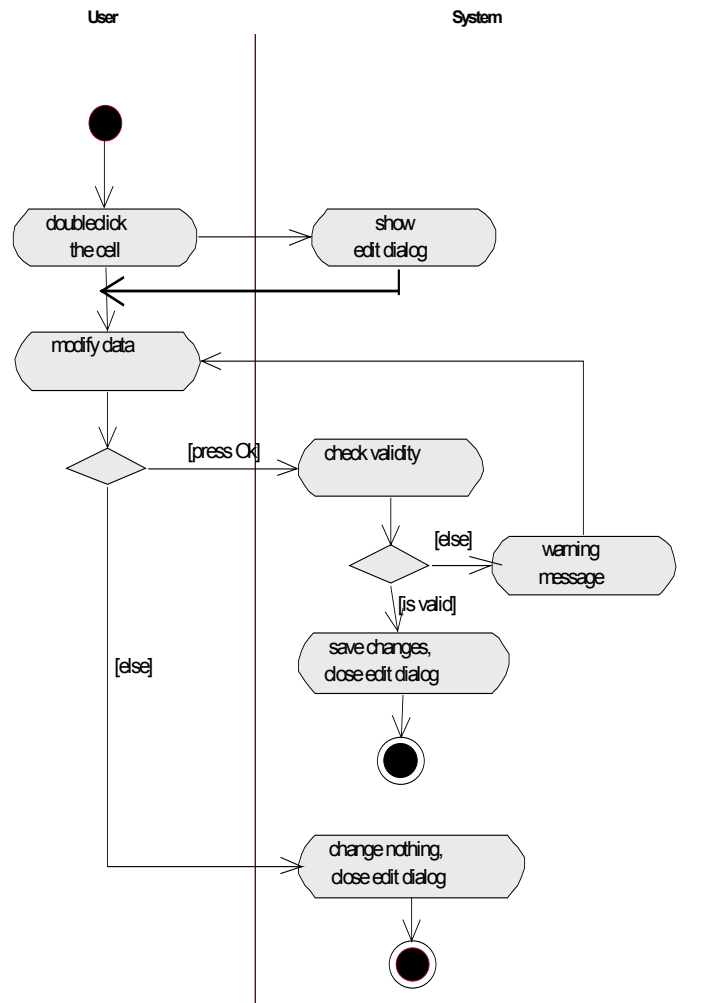 User
System
doubleclick
the cell
show
edit dialog
modify data
[press Ok]
check validity
[else]
warning
message
[is valid]
save changes,
close edit dialog
[else]
change nothing,
close edit dialog